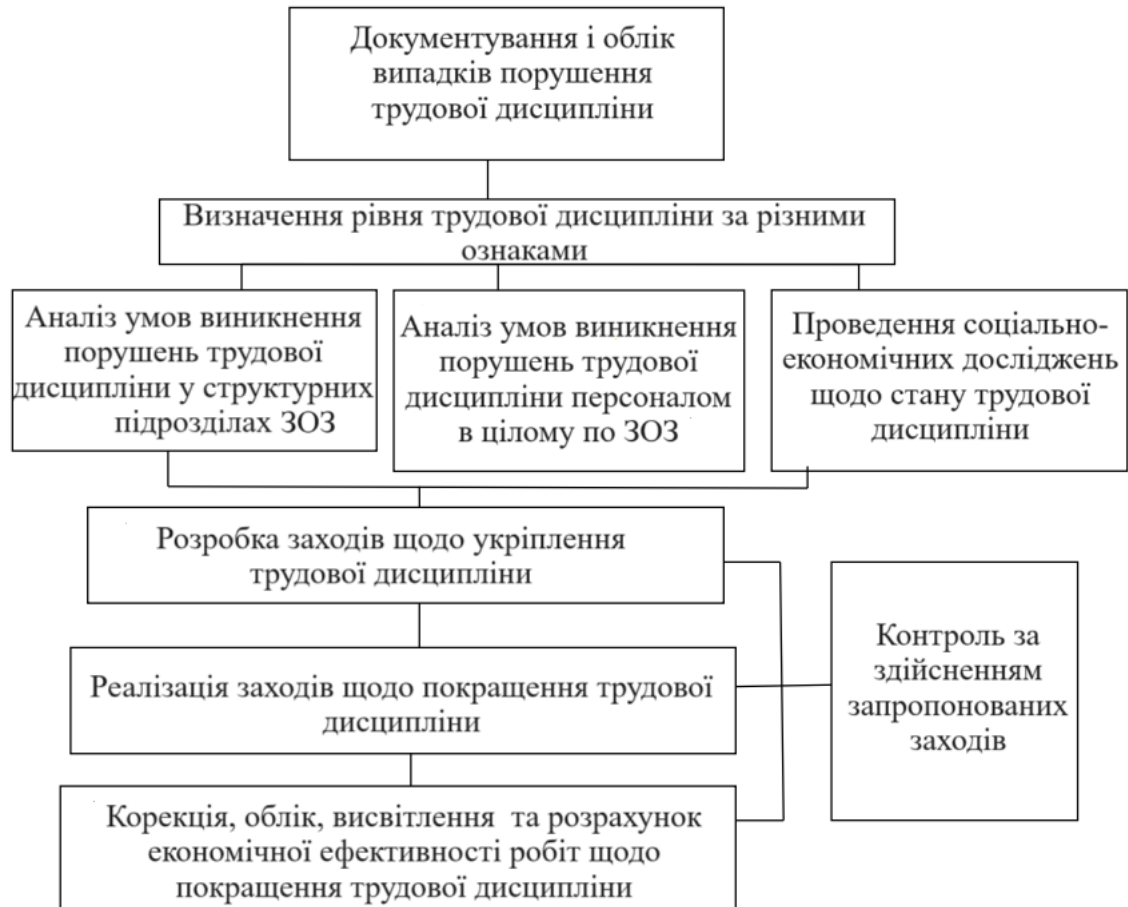 Документування і облік
випадків порушення
трудової дисципліни
Визначення рівня трудової дисципліни за різними
ознаками
Аналіз умов виникнення
порушень трудової
дисципліни у структурних
підрозділах ЗОЗ
Аналіз умов виникнення
порушень трудової
дисципліни персоналом
в цілому по ЗОЗ
Проведення соціально-
економічних досліджень
щодо стану трудової
дисципліни
Розробка заходів щодо укріплення
трудової дисципліни
Контроль за
здійсненням
запропонованих
заходів
Реалізація заходів щодо покращення трудової
дисципліни
Корекція, облік, висвітлення та розрахунок
економічної ефективності робіт щодо
покращення трудової дисципліни